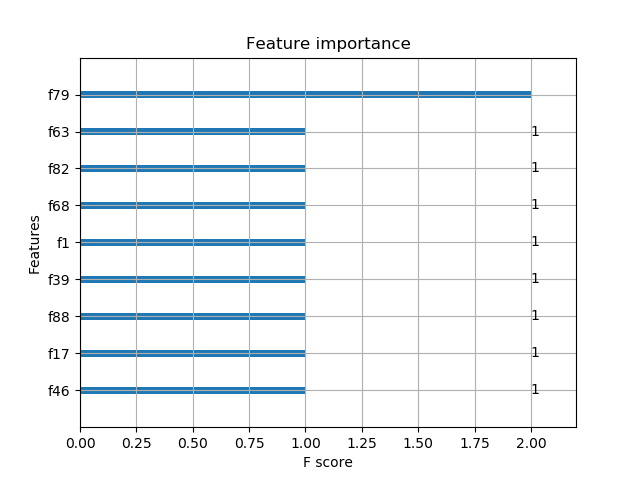 Feature importance
Features
f79
f63 1
f82 1
f68 1
f1 1
f39 1
f88 1
f17 1
f46 1
0.00 0.25 0.50 0.75 1.00 1.25 1.50 1.75 2.00
F score